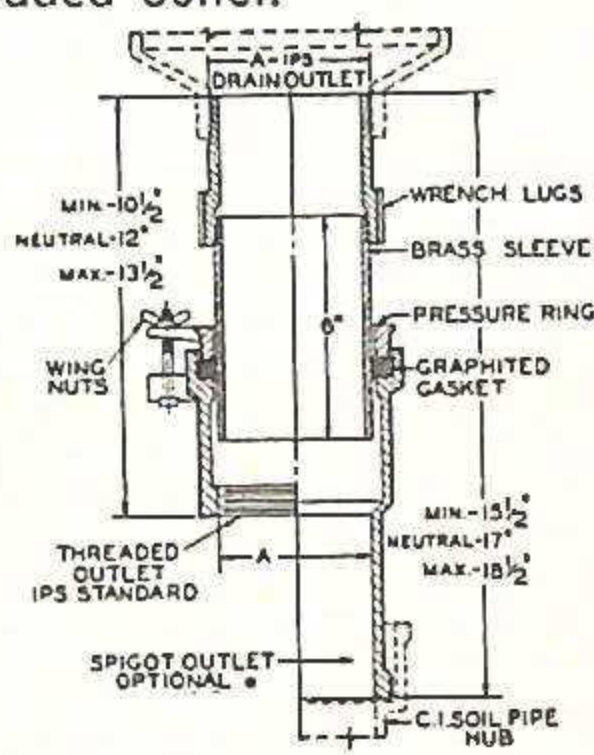 aded outlet.
A-IPS
DRAIN OUTLET
MIN.-10½"
NEUTRAL-12"
MAX.-13½"
WRENCH LUGS
BRASS SLEEVE
6"
PRESSURE RING
WING
NUTS
GRAPHITED
GASKET
MIN.-15½"
NEUTRAL-17"
MAX.-18½"
THREADED
OUTLET
IPS STANDARD
A
SPIGOT OUTLET
OPTIONAL •
C.I. SOIL PIPE
HUB